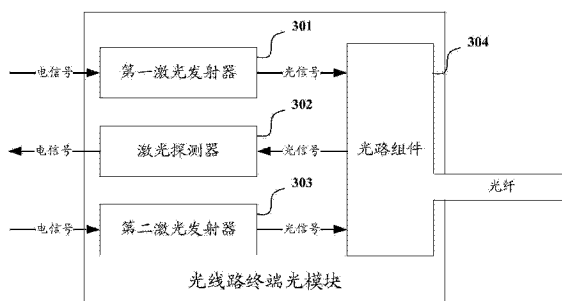 301
电信号 第一激光发射器 光信号 304
302
电信号 激光探测器 光信号 光路组件
303 光纤
电信号 第二激光发射器 光信号
光线路终端光模块